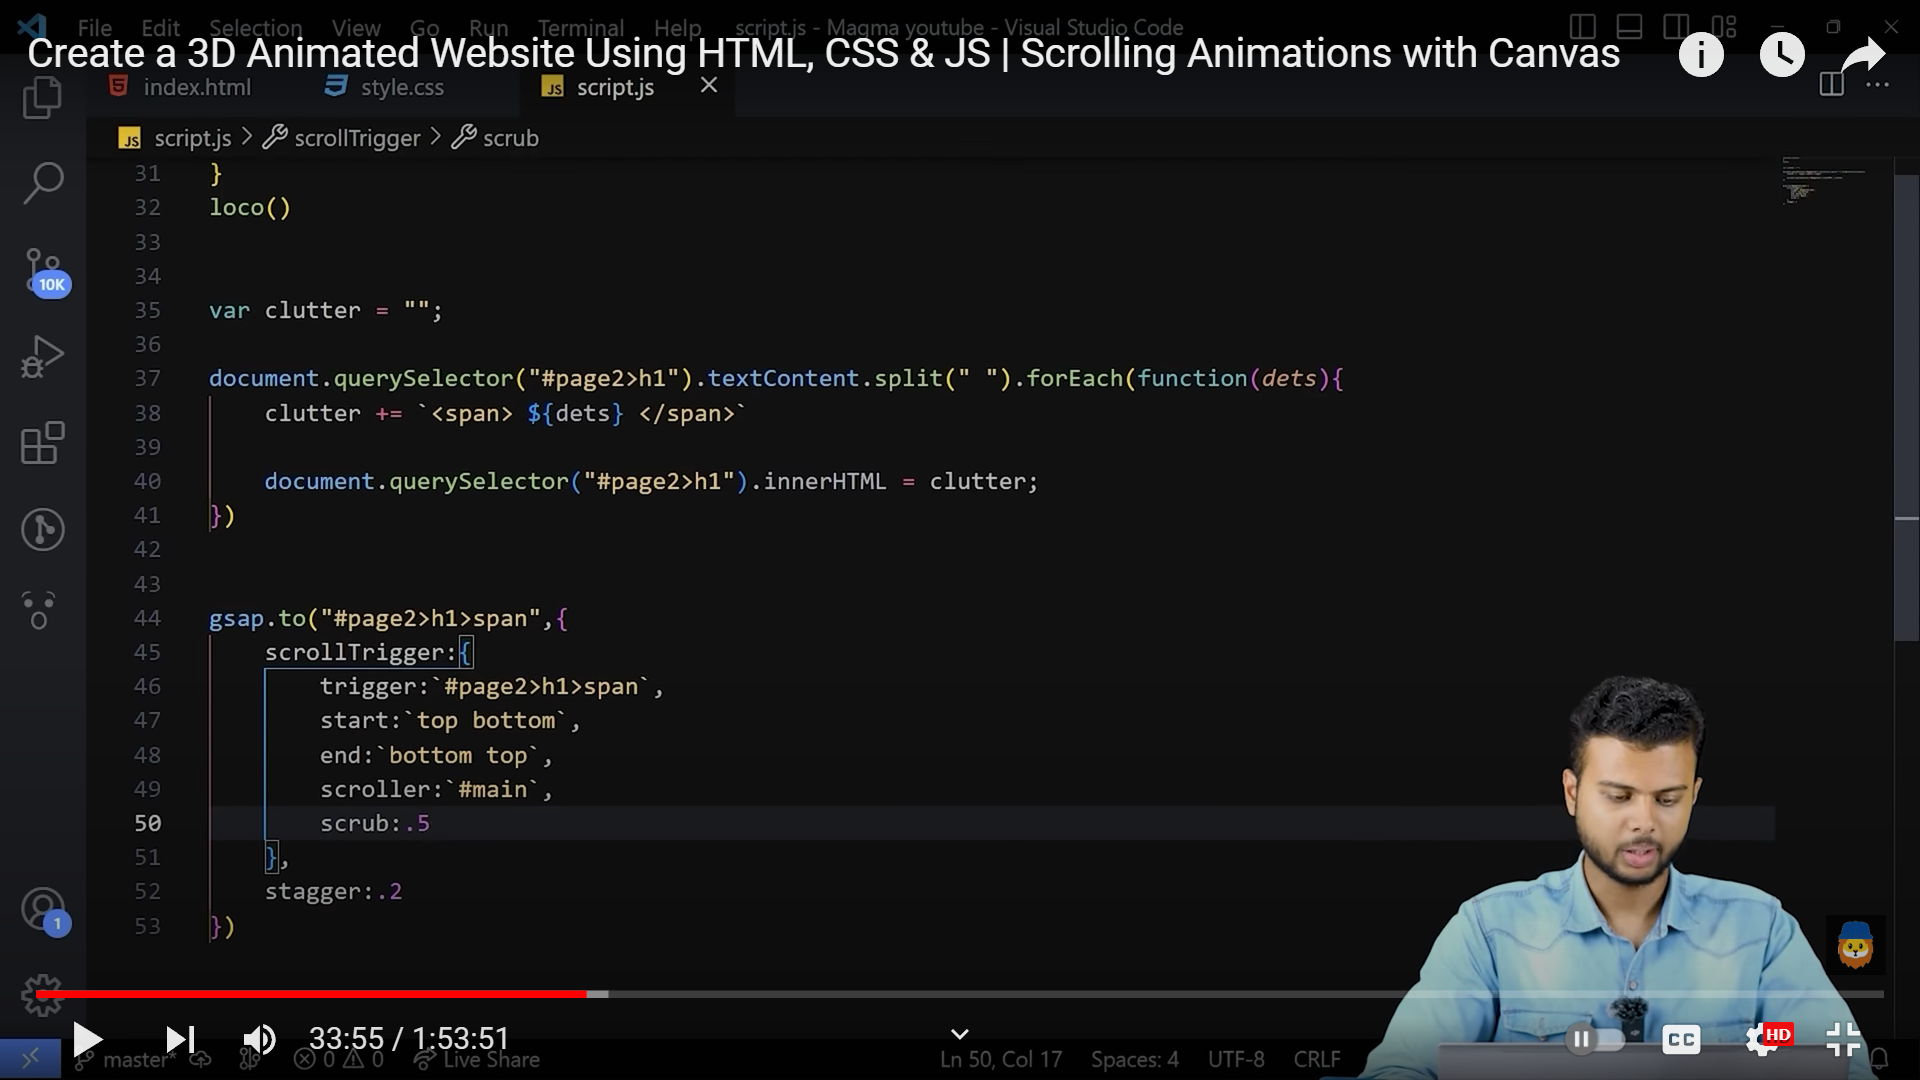 File Edit Selection View Go Run Terminal Help script.js - Magma youtube - Visual Studio Code
Create a 3D Animated Website Using HTML, CSS & JS | Scrolling Animations with Canvas
index.html style.css JS script.js
JS script.js > scrollTrigger > scrub
31 }
32 loco()
33
34
35 var clutter = "";
36
37 document.querySelector("#page2>h1").textContent.split(" ").forEach(function(dets){
38 clutter += `<span> ${dets} </span>`
39
40 document.querySelector("#page2>h1").innerHTML = clutter;
41 })
42
43
44 gsap.to("#page2>h1>span",{
45 scrollTrigger:{
46 trigger:`#page2>h1>span`,
47 start:`top bottom`,
48 end:`bottom top`,
49 scroller:`#main`,
50 scrub:.5
51 },
52 stagger:.2
53 })
10K
1
33:55 / 1:53:51
CC HD
master* 0 0 Live Share Ln 50, Col 17 Spaces: 4 UTF-8 CRLF